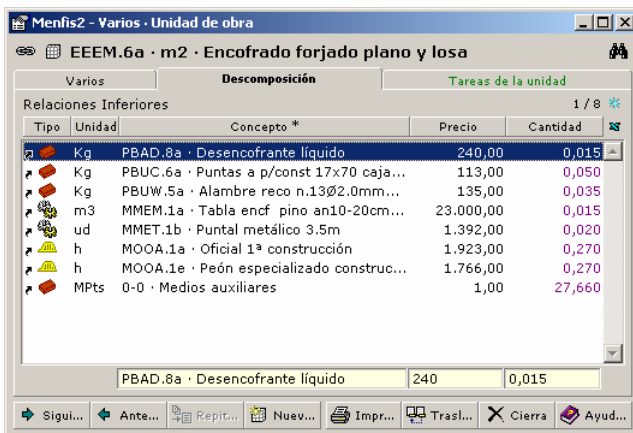 Menfis2 - Varios · Unidad de obra
EEEM.6a · m2 · Encofrado forjado plano y losa
Varios Descomposición Tareas de la unidad
Relaciones Inferiores 1 / 8
Tipo Unidad Concepto * Precio Cantidad
Kg PBAD.8a · Desencofrante líquido 240,00 0,015
Kg PBUC.6a · Puntas a p/const 17x70 caja... 113,00 0,050
Kg PBUW.5a · Alambre reco n.13Ø2.0mm... 135,00 0,035
m3 MMEM.1a · Tabla encf pino an10-20cm... 23.000,00 0,015
ud MMET.1b · Puntal metálico 3.5m 1.392,00 0,020
h MOOA.1a · Oficial 1ª construcción 1.923,00 0,270
h MOOA.1e · Peón especializado construc... 1.766,00 0,270
MPts 0-0 · Medios auxiliares 1,00 27,660
PBAD.8a · Desencofrante líquido 240 0,015
Sigui... Ante... Repit... Nuev... Impr... Trasl... Cierra Ayud...